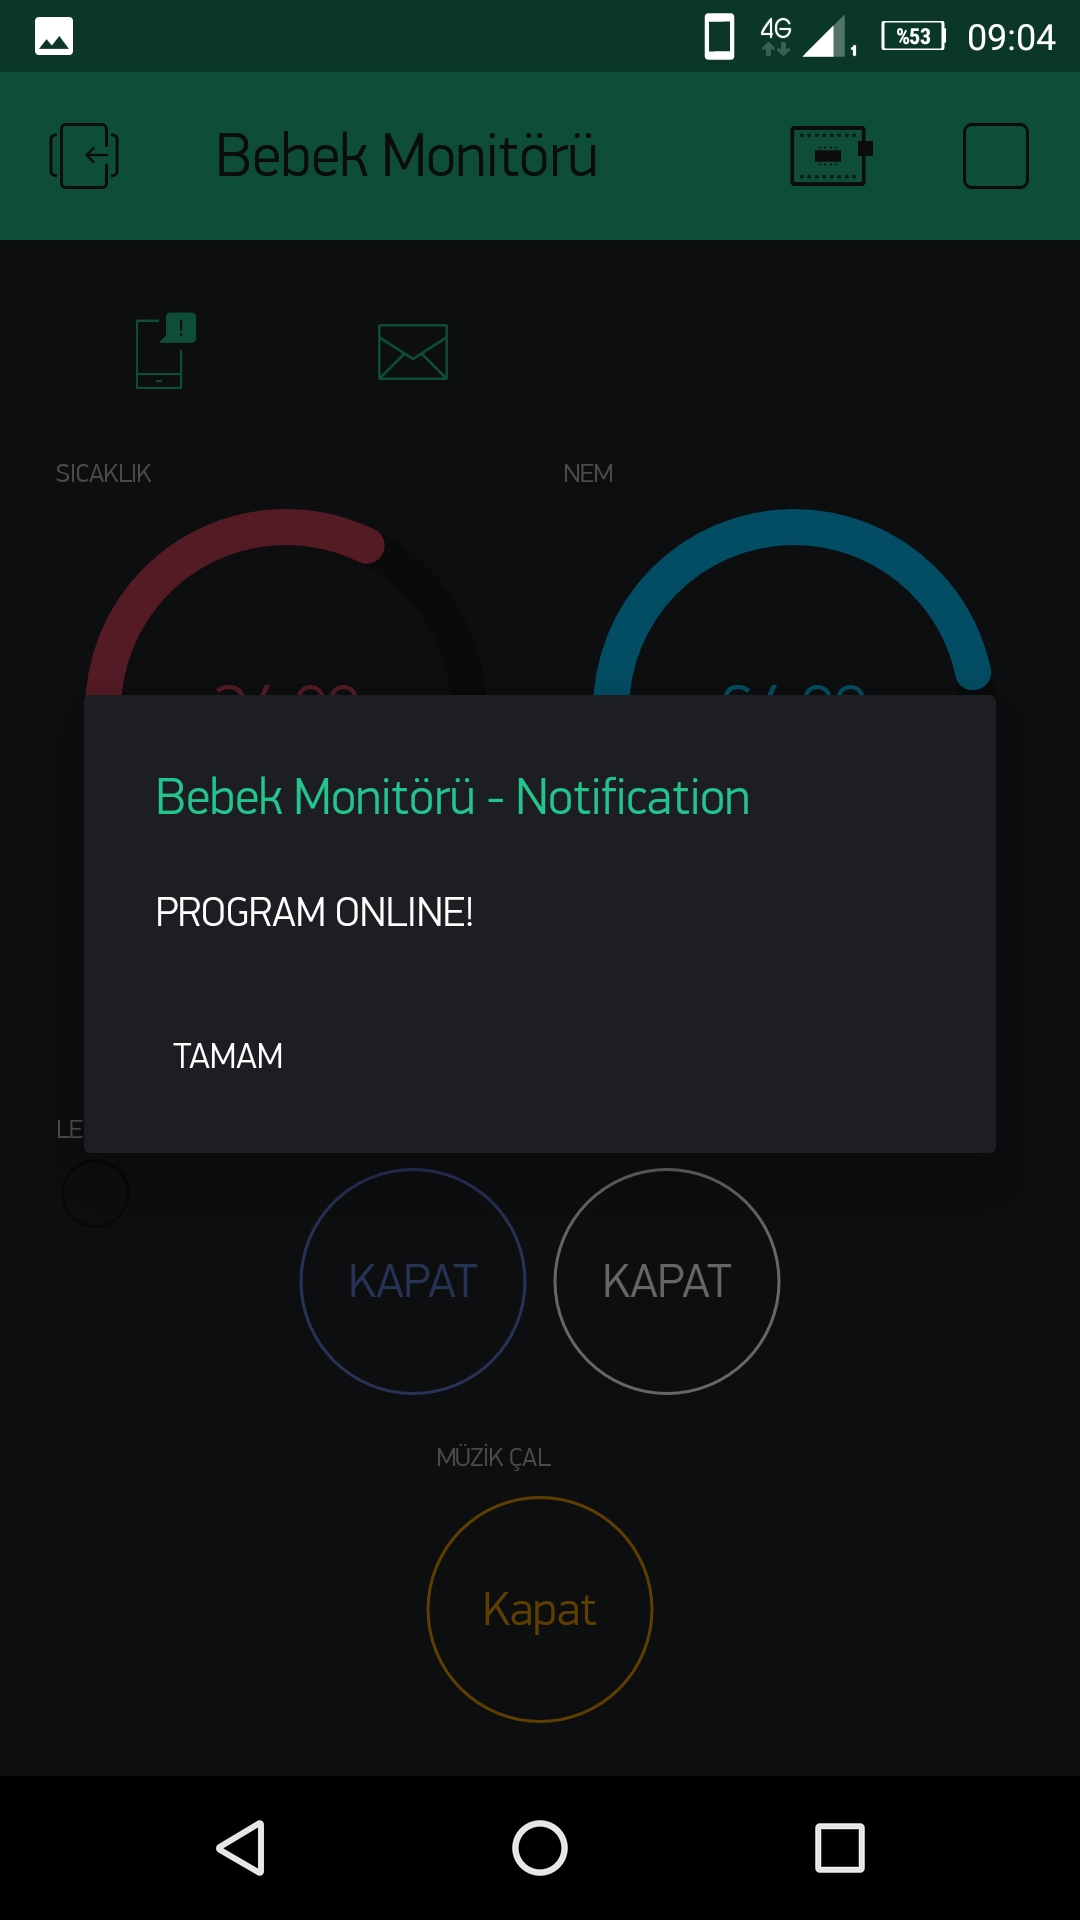 4G
1
%53
09:04
Bebek Monitörü
!
SICAKLIK
NEM
Bebek Monitörü - Notification
PROGRAM ONLINE!
TAMAM
KAPAT
KAPAT
MÜZİK ÇAL
Kapat